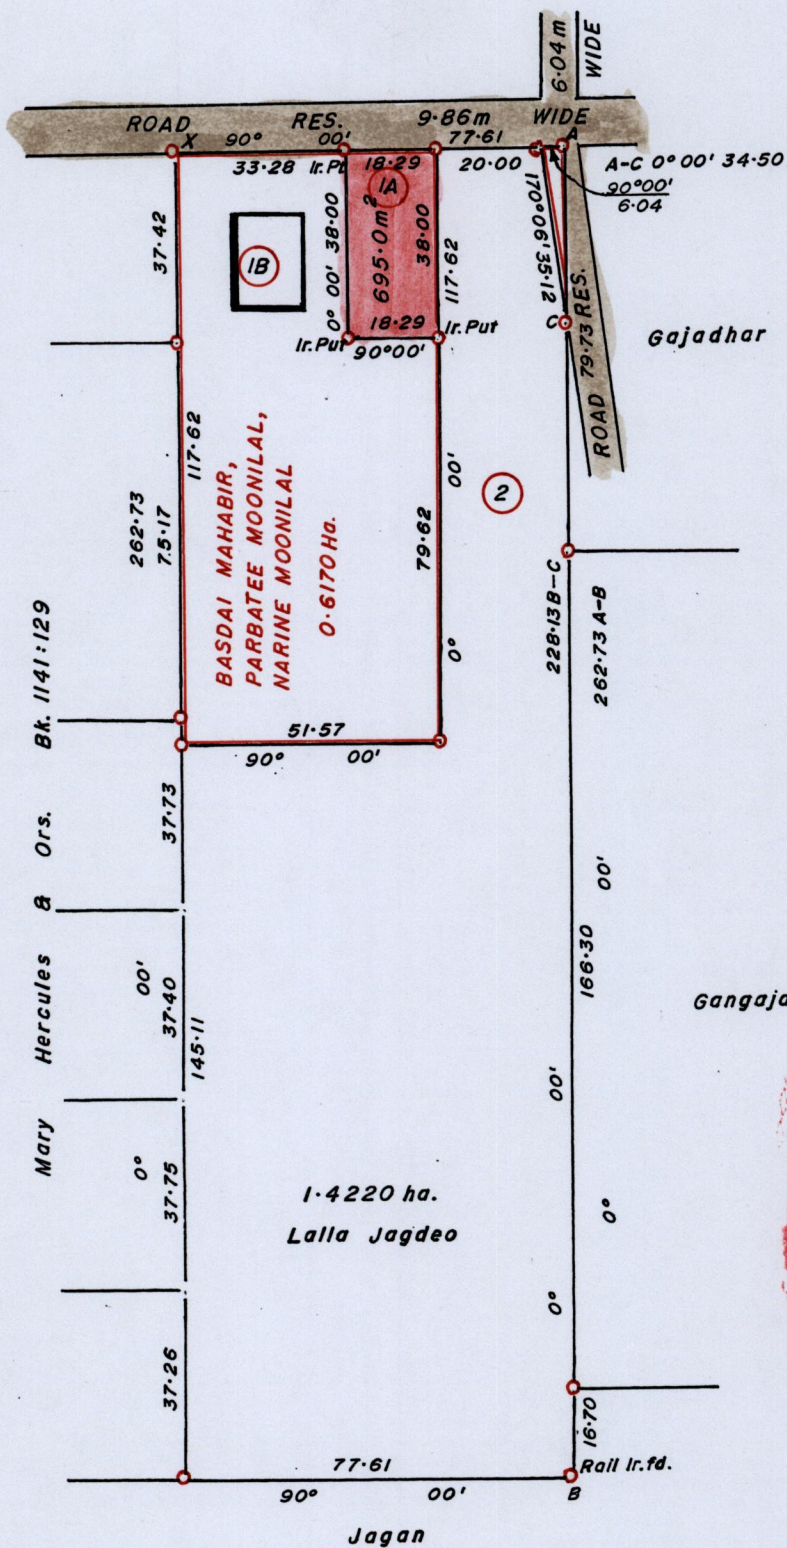 6·04 m
WIDE
ROAD RES. 9·86m WIDE
X 90° 00' 77·61 A
33·28 Ir. Pt. 18·29 20·00 A-C 0° 00' 34·50
90°00'
6·04
1A
170°06' 35·12
37·42
0° 00' 38·00
695·0m²
38·00
117·62
1B
C
79·73 RES.
ROAD
Gajadhar
18·29
Ir. Put 90°00' Ir. Put
117·62
262·73
75·17
BASDAI MAHABIR,
PARBATEE MOONILAL,
NARINE MOONILAL
0·6170 Ha.
0° 00'
79·62
2
228·13 B-C
262·73 A-B
51·57
90° 00'
Mary Hercules & Ors. Bk. 1141:129
37·73
0° 00'
37·40
145·11
37·75
37·26
0° 00'
166·30
0° 00'
Gangaja
1·4220 ha.
Lalla Jagdeo
16·70
77·61 Rail Ir. fd.
90° 00' B
Jagan